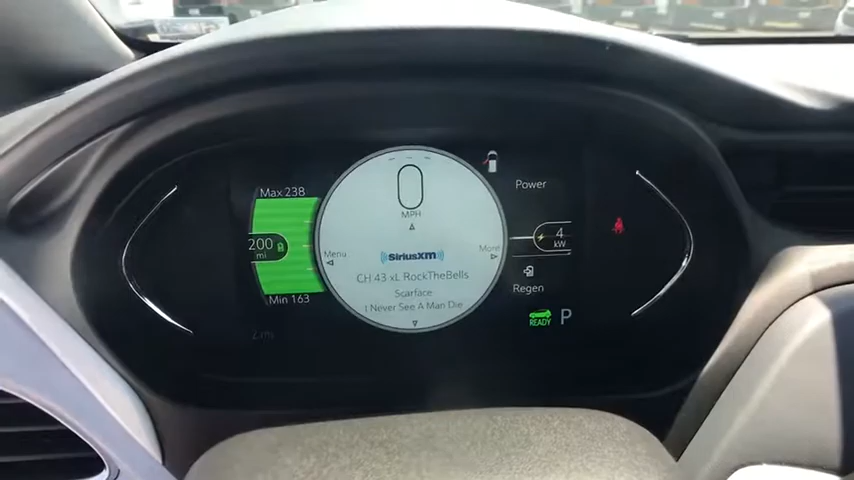 Max 238
200
mi
Min 163
0
MPH
Menu
More
SiriusXM
CH 43 xL RockTheBells
Scarface
I Never See A Man Die
Power
4
kW
Regen
READY
P